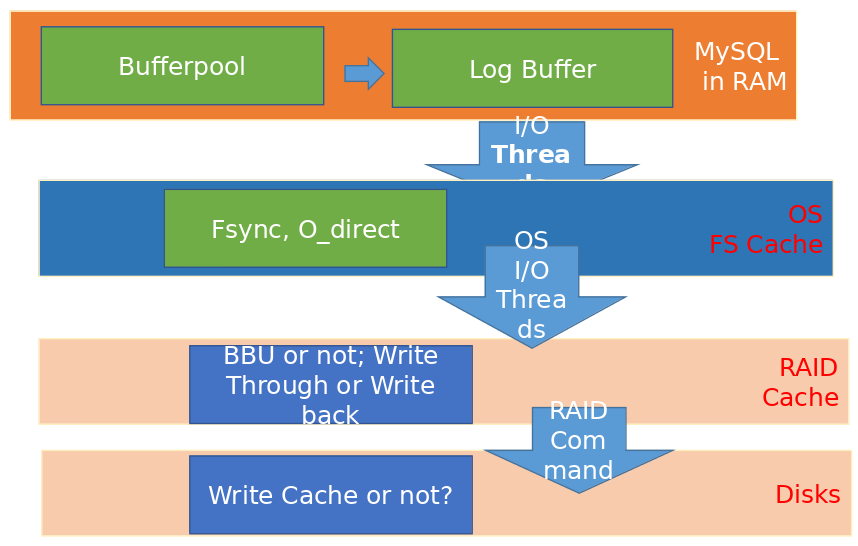 Bufferpool
Log Buffer
MySQL
in RAM
I/O
Threa
ds
Fsync, O_direct
OS
FS Cache
OS
I/O
Threa
ds
BBU or not; Write
Through or Write
back
RAID
Cache
RAID
Com
mand
Write Cache or not?
Disks